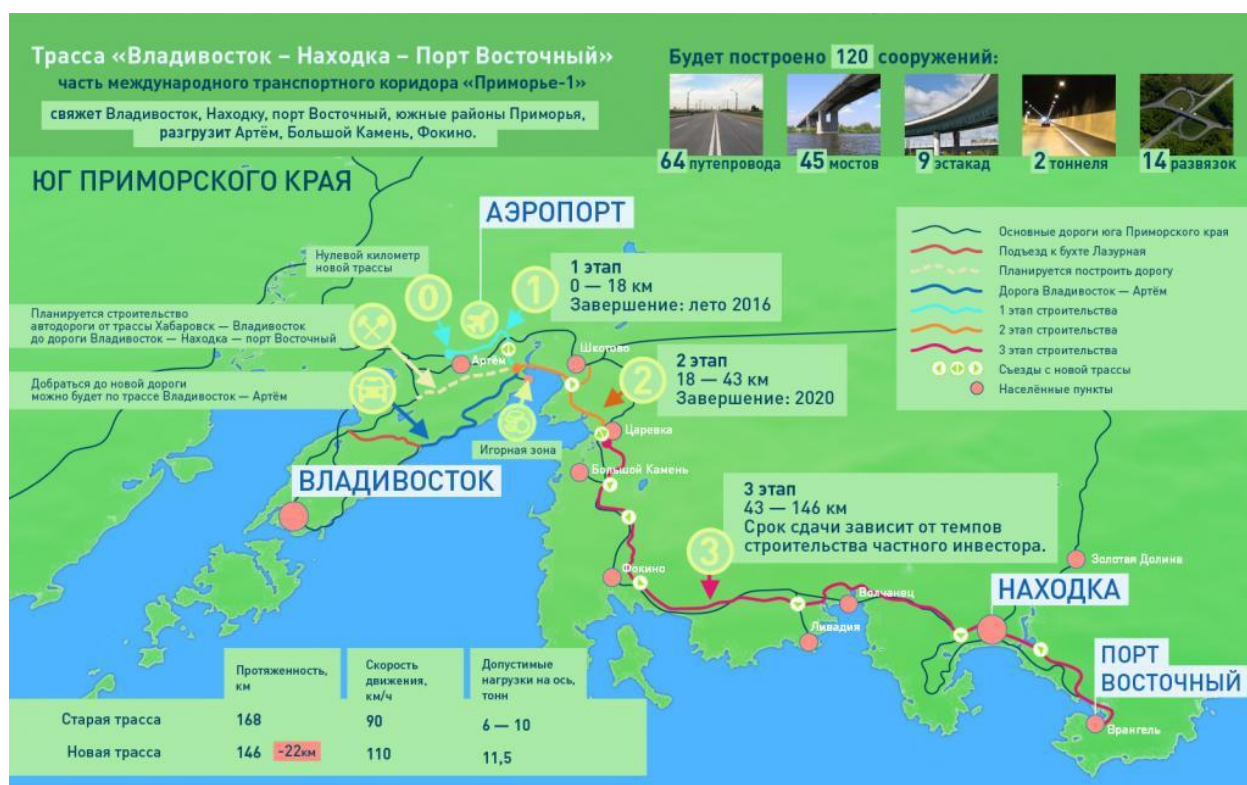 Трасса «Владивосток – Находка – Порт Восточный»
часть международного транспортного коридора «Приморье-1»
свяжет Владивосток, Находку, порт Восточный, южные районы Приморья,
разгрузит Артём, Большой Камень, Фокино.
Будет построено 120 сооружений:
64 путепровода
45 мостов
9 эстакад
2 тоннеля
14 развязок
ЮГ ПРИМОРСКОГО КРАЯ
АЭРОПОРТ
Нулевой километр
новой трассы
0
1
1 этап
0 — 18 км
Завершение: лето 2016
Основные дороги юга Приморского края
Подъезд к бухте Лазурная
Планируется построить дорогу
Дорога Владивосток — Артём
1 этап строительства
2 этап строительства
3 этап строительства
Съезды с новой трассы
Населённые пункты
Планируется строительство
автодороги от трассы Хабаровск — Владивосток
до дороги Владивосток — Находка — порт Восточный
Артём
Шкотово
2
2 этап
18 — 43 км
Завершение: 2020
Добраться до новой дороги
можно будет по трассе Владивосток — Артём
Игорная зона
Царевка
Большой Камень
ВЛАДИВОСТОК
3
3 этап
43 — 146 км
Срок сдачи зависит от темпов
строительства частного инвестора.
Фокино
Золотая Долина
НАХОДКА
Волчанец
Ливадия
ПОРТ
ВОСТОЧНЫЙ
Врангель
Протяженность,
км
Скорость
движения,
км/ч
Допустимые
нагрузки на ось,
тонн
Старая трасса 168 90 6 — 10
Новая трасса 146 -22км 110 11,5